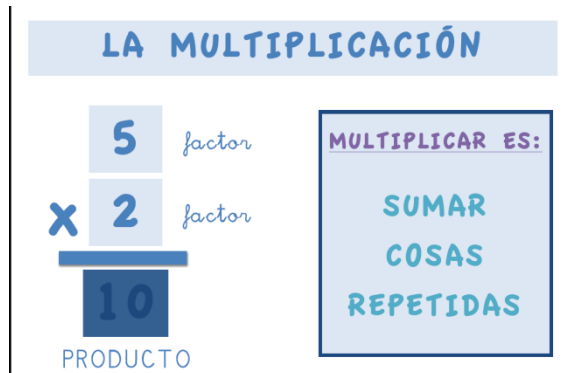 LA MULTIPLICACIÓN
5 factor
x 2 factor
10
PRODUCTO
MULTIPLICAR ES:
SUMAR
COSAS
REPETIDAS